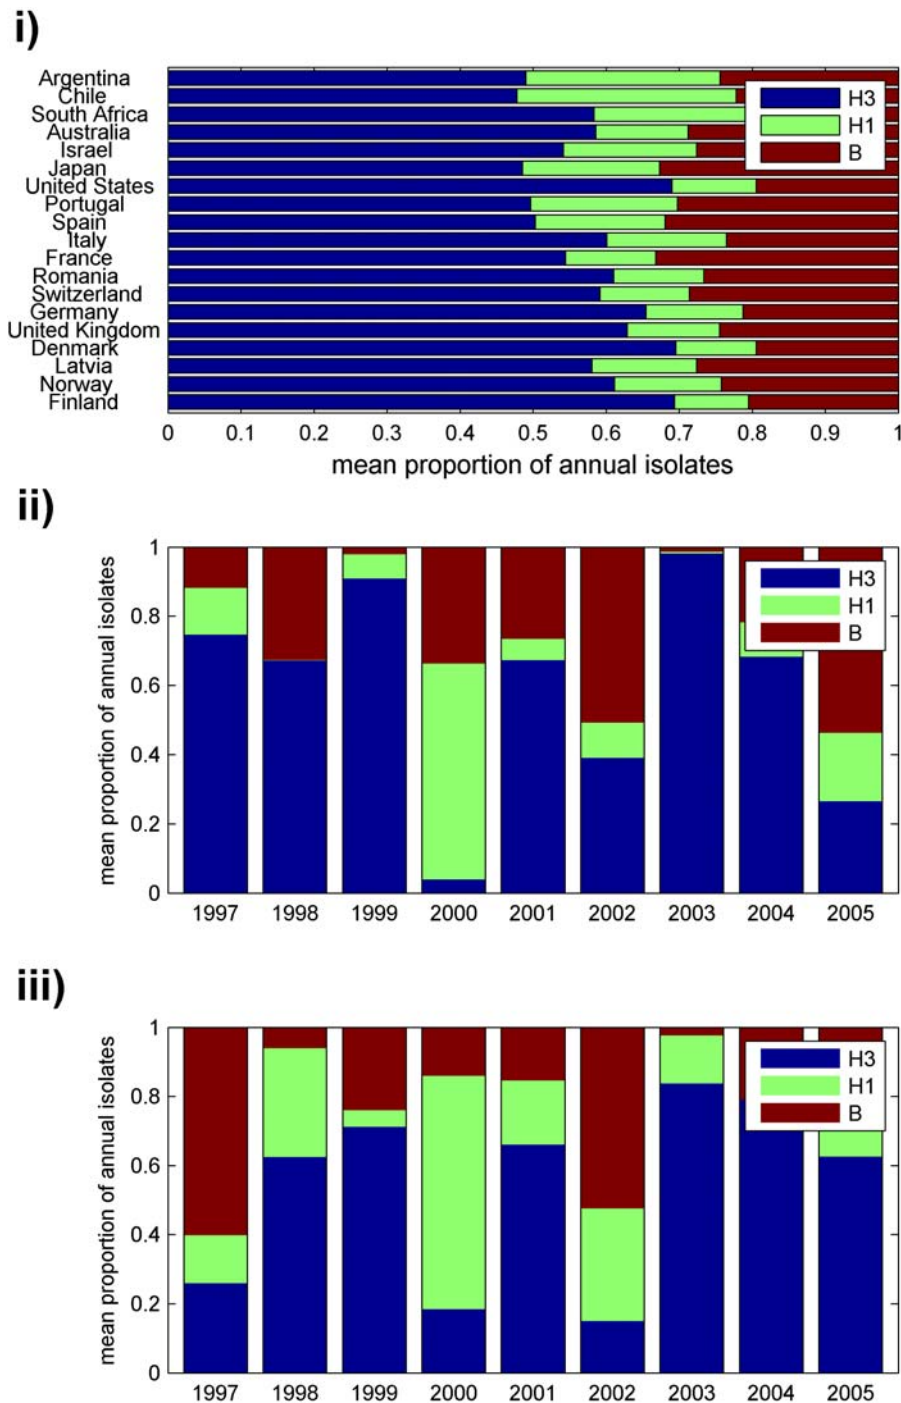 i)
Argentina
Chile
South Africa
Australia
Israel
Japan
United States
Portugal
Spain
Italy
France
Romania
Switzerland
Germany
United Kingdom
Denmark
Latvia
Norway
Finland
H3
H1
B
0 0.1 0.2 0.3 0.4 0.5 0.6 0.7 0.8 0.9 1
mean proportion of annual isolates
ii)
mean proportion of annual isolates
1
0.8
0.6
0.4
0.2
0
H3
H1
B
1997 1998 1999 2000 2001 2002 2003 2004 2005
iii)
mean proportion of annual isolates
1
0.8
0.6
0.4
0.2
0
H3
H1
B
1997 1998 1999 2000 2001 2002 2003 2004 2005